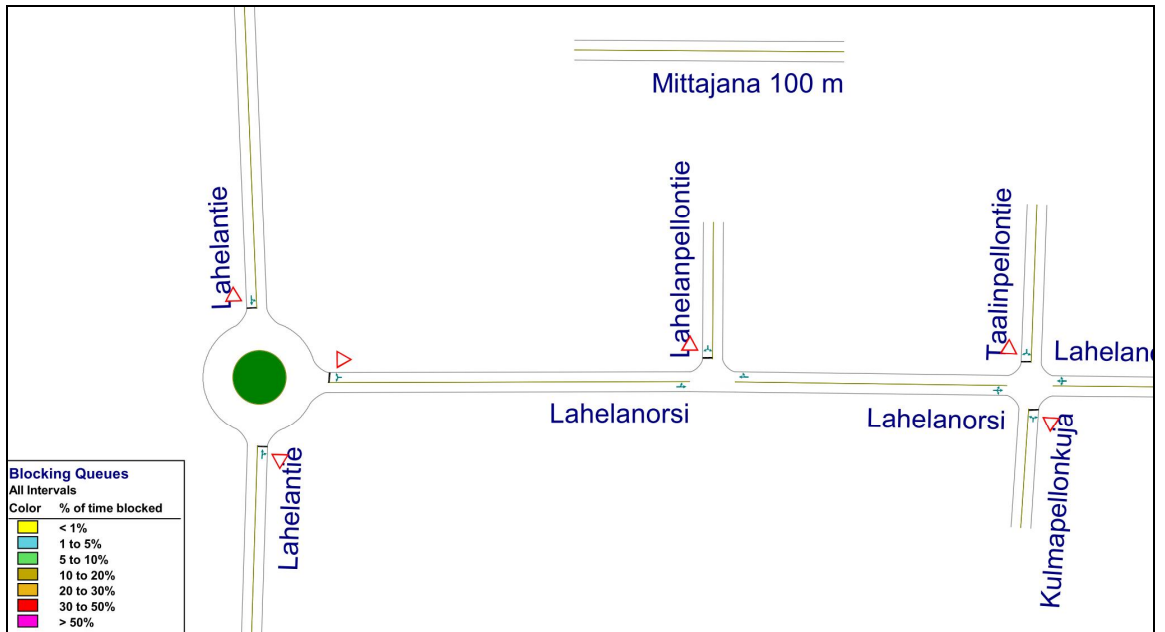 Mittajana 100 m
Lahelantie
Lahelanpellontie
Taalinpellontie
Lahelano
Lahelanorsi
Lahelanorsi
Lahelantie
Kulmapellonkuja
Blocking Queues
All Intervals
Color % of time blocked
< 1%
1 to 5%
5 to 10%
10 to 20%
20 to 30%
30 to 50%
> 50%